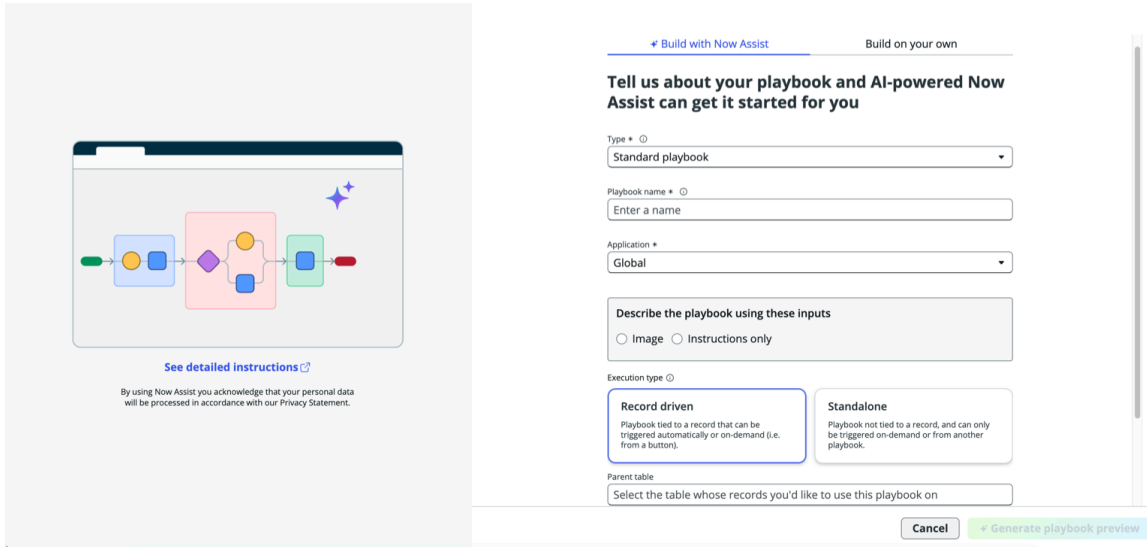 Build with Now Assist
Build on your own
Tell us about your playbook and AI-powered Now
Assist can get it started for you
Type *
Standard playbook
Playbook name *
Enter a name
Application *
Global
Describe the playbook using these inputs
Image
Instructions only
Execution type
Record driven
Playbook tied to a record that can be
triggered automatically or on-demand (i.e.
from a button).
Standalone
Playbook not tied to a record, and can only
be triggered on-demand or from another
playbook.
Parent table
Select the table whose records you'd like to use this playbook on
See detailed instructions
By using Now Assist you acknowledge that your personal data
will be processed in accordance with our Privacy Statement.
Cancel
Generate playbook preview